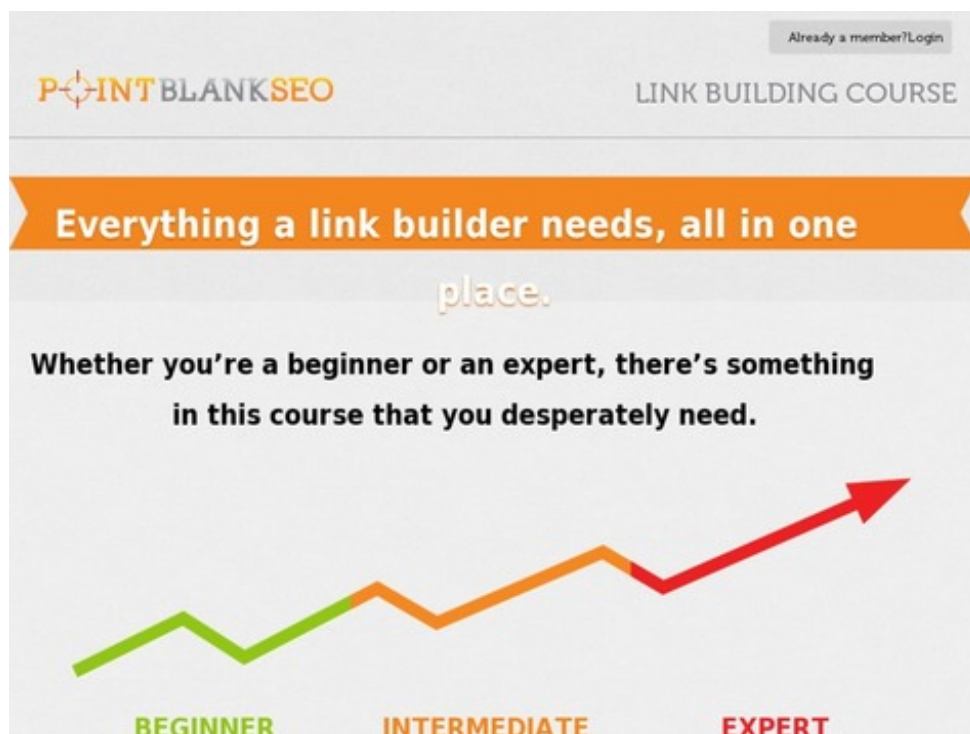 Already a member?Login
POINTBLANKSEO
LINK BUILDING COURSE
Everything a link builder needs, all in one
place.
Whether you're a beginner or an expert, there's something
in this course that you desperately need.
BEGINNER INTERMEDIATE EXPERT